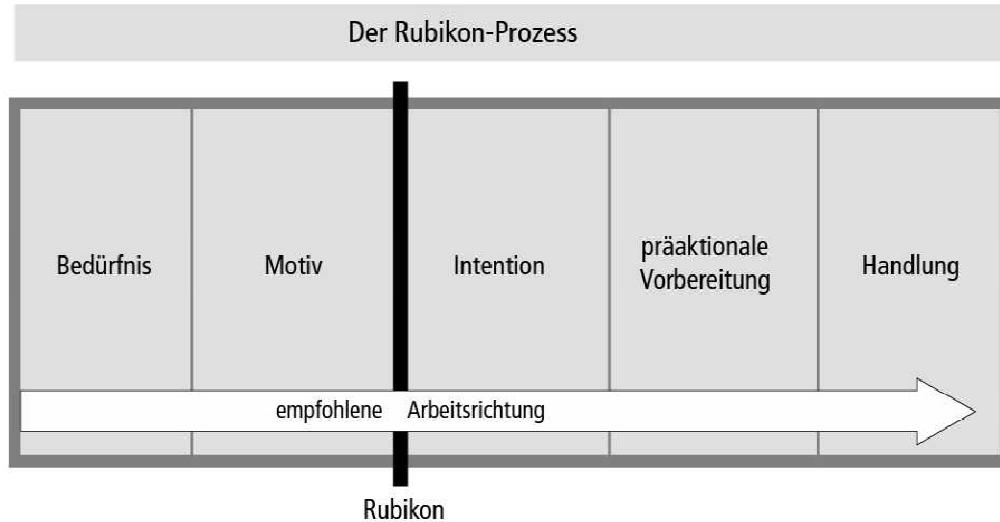 Der Rubikon-Prozess
Bedürfnis
Motiv
Intention
präaktionale
Vorbereitung
Handlung
empfohlene Arbeitsrichtung
Rubikon